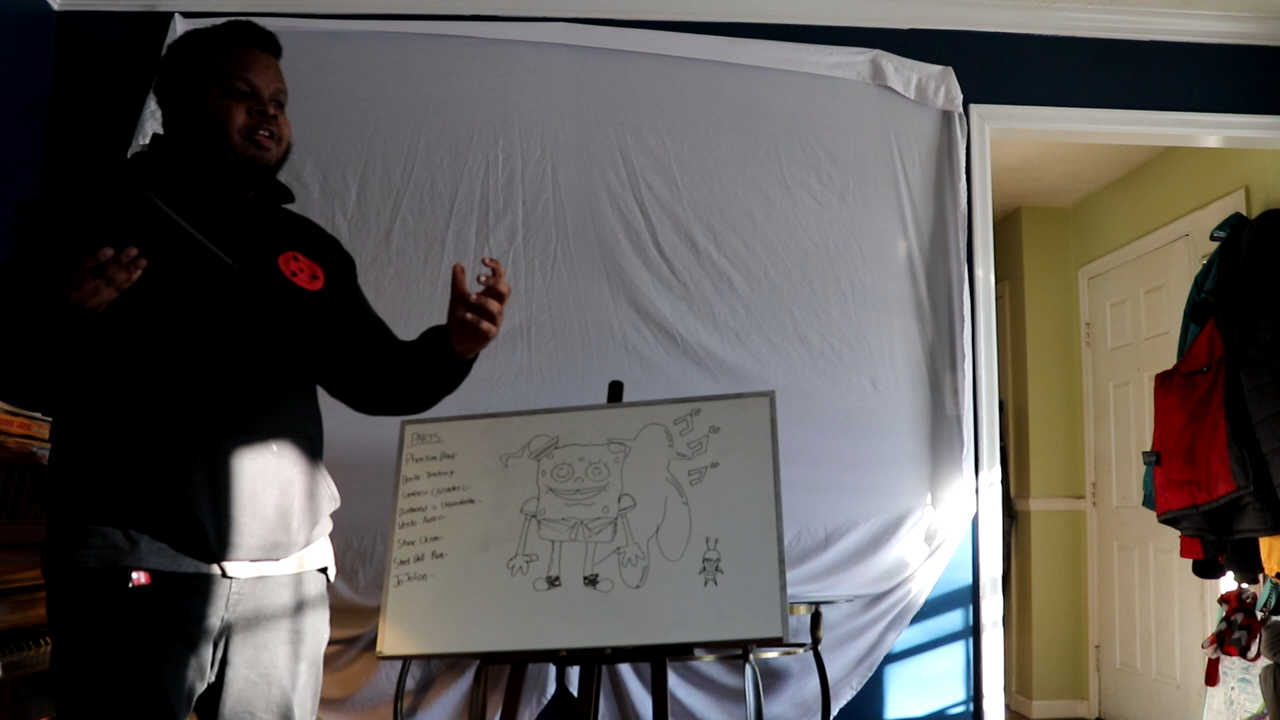 PARTS
Phantom Blood-
Battle Tendency
Stardust Crusaders-
Diamond is Unbreakable-
Vento Aureo-
Stone Ocean-
Steel Ball Run-
JoJolion-
ゴ
ゴ
ゴ